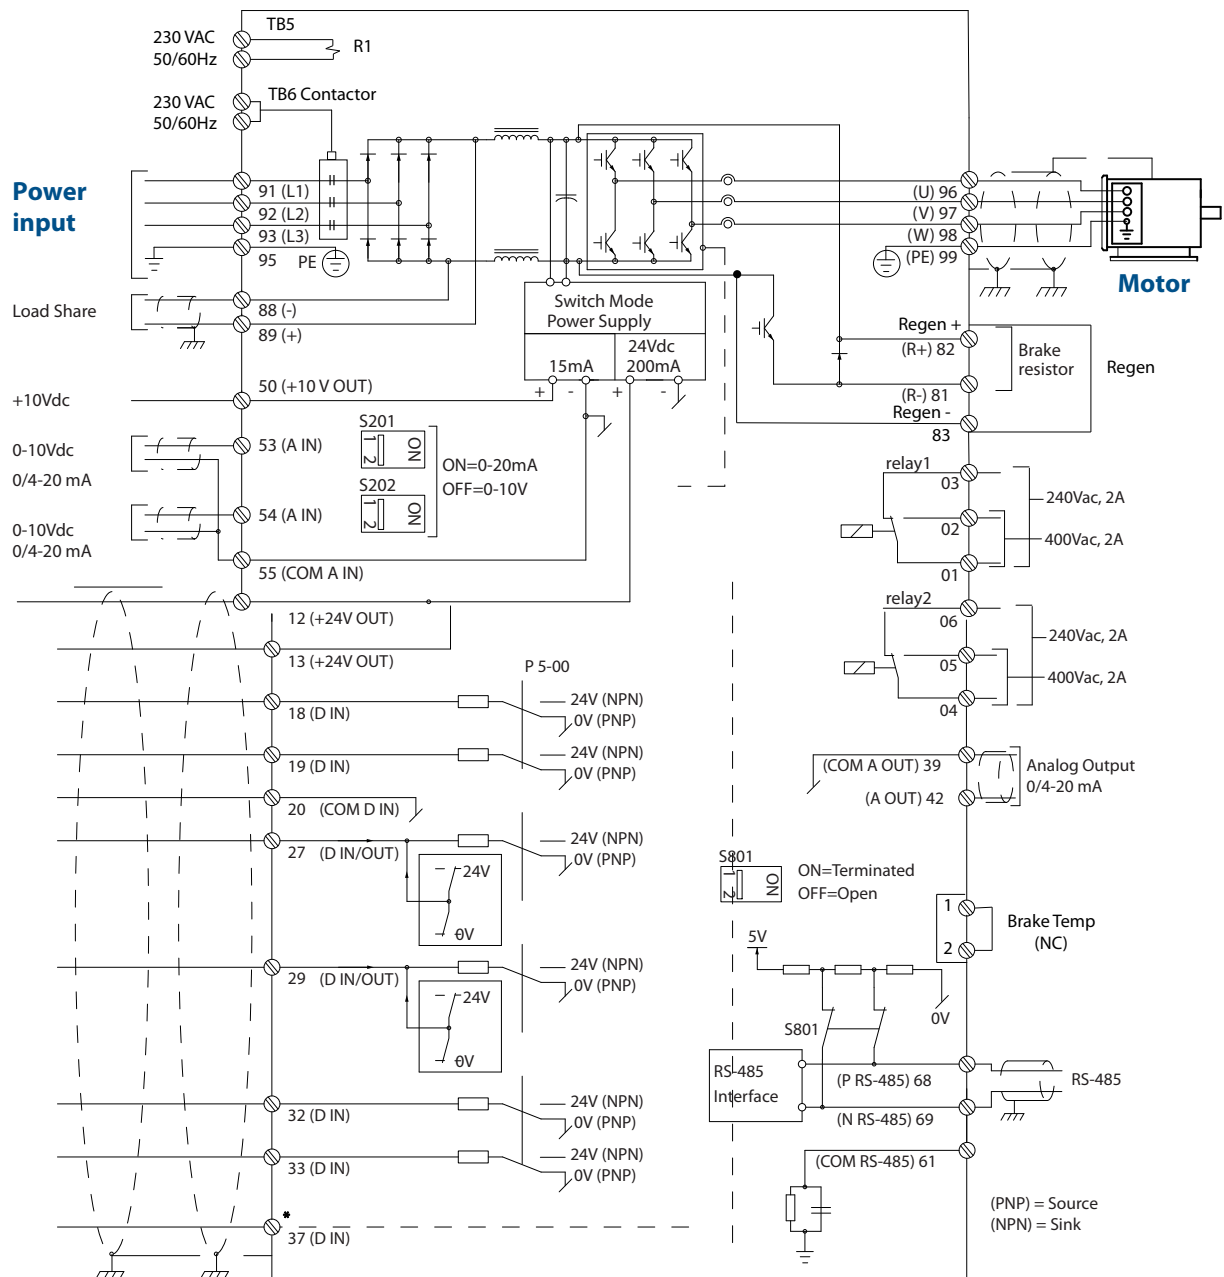 TB5
230 VAC
50/60Hz
R1
TB6 Contactor
230 VAC
50/60Hz
Power
input
91 (L1)
92 (L2)
93 (L3)
95
PE
(U) 96
(V) 97
(W) 98
(PE) 99
Motor
Load Share
88 (-)
89 (+)
Switch Mode
Power Supply
15mA
24Vdc
200mA
+ - + -
Regen +
(R+) 82
Brake
resistor
Regen
(R-) 81
Regen -
83
+10Vdc
50 (+10 V OUT)
0-10Vdc
0/4-20 mA
53 (A IN)
S201
1 2
ON
S202
1 2
ON
ON=0-20mA
OFF=0-10V
0-10Vdc
0/4-20 mA
54 (A IN)
55 (COM A IN)
relay1
03
240Vac, 2A
02
400Vac, 2A
01
relay2
06
240Vac, 2A
05
400Vac, 2A
04
12 (+24V OUT)
13 (+24V OUT)
P 5-00
18 (D IN)
24V (NPN)
0V (PNP)
19 (D IN)
24V (NPN)
0V (PNP)
20 (COM D IN)
27 (D IN/OUT)
24V (NPN)
0V (PNP)
24V
0V
29 (D IN/OUT)
24V (NPN)
0V (PNP)
24V
0V
32 (D IN)
24V (NPN)
0V (PNP)
33 (D IN)
24V (NPN)
0V (PNP)
*
37 (D IN)
(COM A OUT) 39
Analog Output
0/4-20 mA
(A OUT) 42
S801
1 2
ON
ON=Terminated
OFF=Open
1
2
Brake Temp
(NC)
5V
0V
S801
RS-485
Interface
(P RS-485) 68
RS-485
(N RS-485) 69
(COM RS-485) 61
(PNP) = Source
(NPN) = Sink